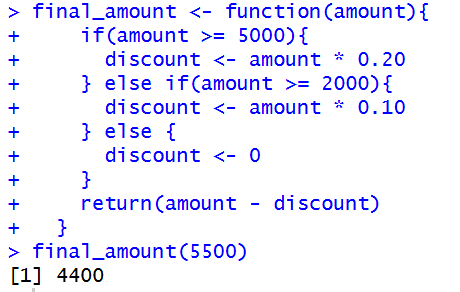 > final_amount <- function(amount){
+     if(amount >= 5000){
+       discount <- amount * 0.20
+     } else if(amount >= 2000){
+       discount <- amount * 0.10
+     } else {
+       discount <- 0
+     }
+     return(amount - discount)
+   }
> final_amount(5500)
[1] 4400